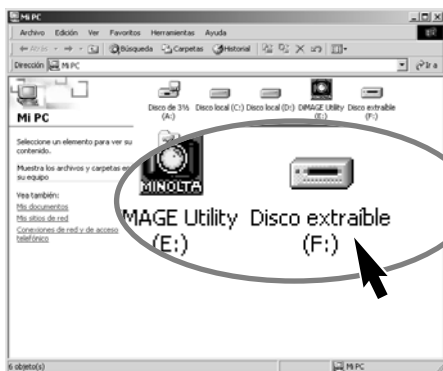 Mi PC
Archivo Edición Ver Favoritos Herramientas Ayuda
Atrás Búsqueda Carpetas Historial
Dirección Mi PC Ir a
Mi PC
Seleccione un elemento para ver su
contenido.
Muestra los archivos y carpetas en
su equipo
Vea también:
Mis documentos
Mis sitios de red
Conexiones de red y de acceso
telefónico
Disco de 3½
(A:)
Disco local (C:)
Disco local (D:)
DiMAGE Utility
(E:)
Disco extraíble
(F:)
MINOLTA
MAGE Utility
(E:)
Disco extraíble
(F:)
6 objeto(s) Mi PC